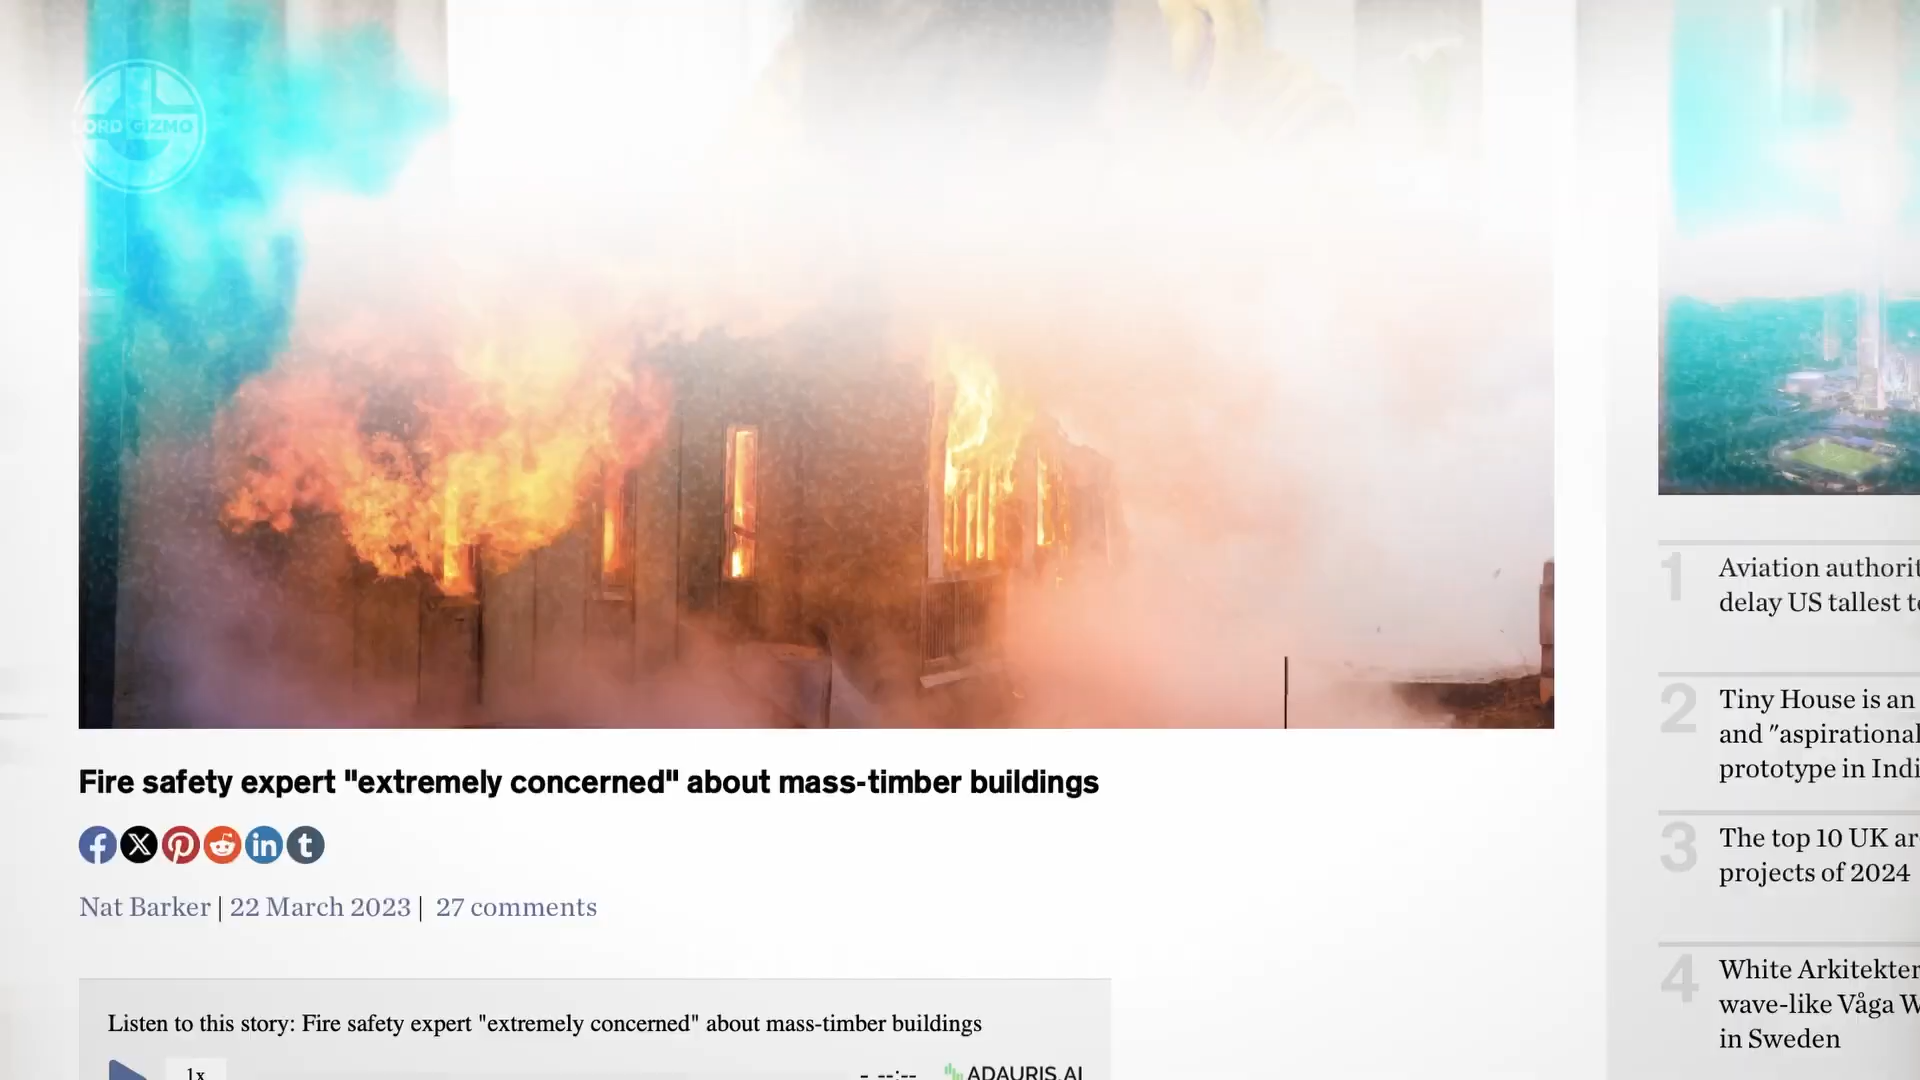 LORD GIZMO
Fire safety expert "extremely concerned" about mass-timber buildings
Nat Barker | 22 March 2023 | 27 comments
Listen to this story: Fire safety expert "extremely concerned" about mass-timber buildings
1x
- --:--
ADAURIS.AI
1
Aviation authorit
delay US tallest t
2
Tiny House is an
and "aspirational
prototype in Indi
3
The top 10 UK ar
projects of 2024
4
White Arkitekter
wave-like Våga W
in Sweden